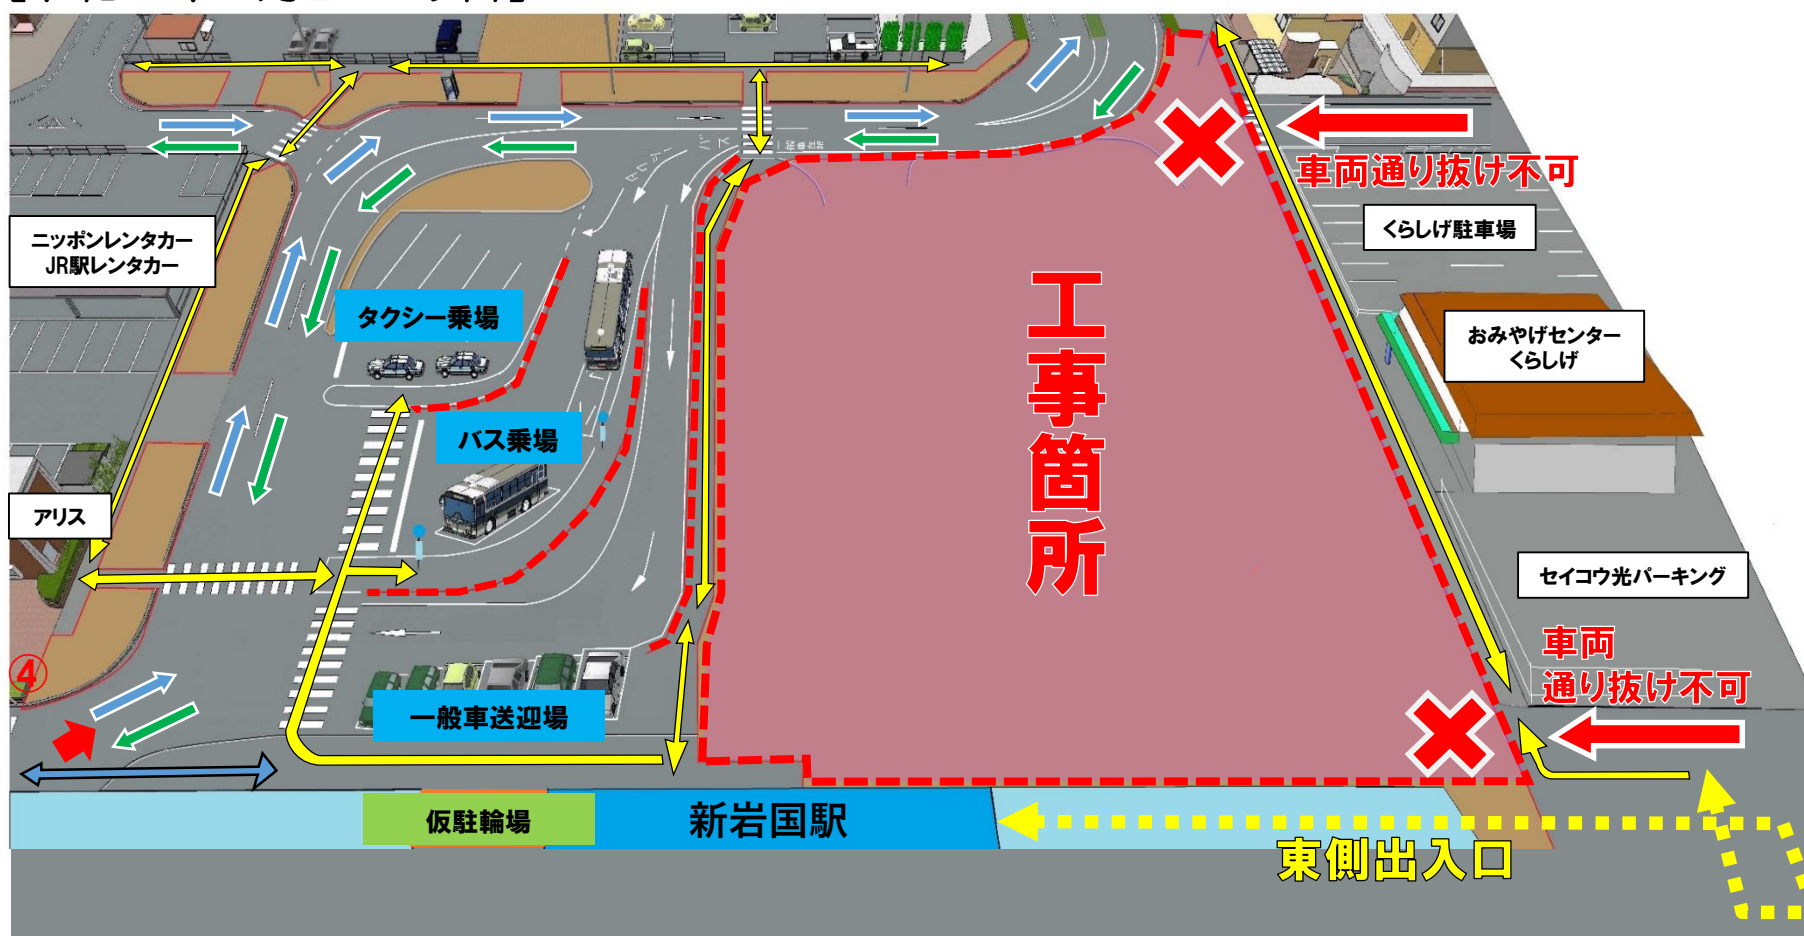 車両通り抜け不可
くらしげ駐車場
ニッポンレンタカー
JR駅レンタカー
タクシー乗場
工事箇所
おみやげセンター
くらしげ
バス乗場
アリス
セイコウ光パーキング
車両
通り抜け不可
④
一般車送迎場
仮駐輪場
新岩国駅
東側出入口